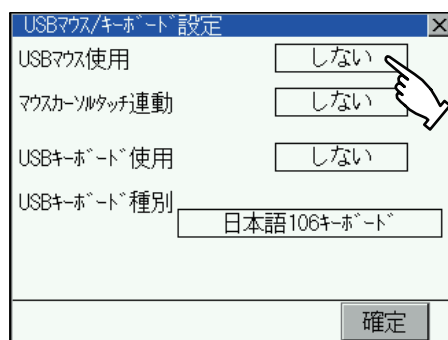 USBﾏｳｽ/ｷｰﾎﾞｰﾄﾞ設定 ×
USBﾏｳｽ使用 しない
ﾏｳｽｶｰｿﾙﾀｯﾁ連動 しない
USBｷｰﾎﾞｰﾄﾞ使用 しない
USBｷｰﾎﾞｰﾄﾞ種別
日本語106ｷｰﾎﾞｰﾄﾞ
確定